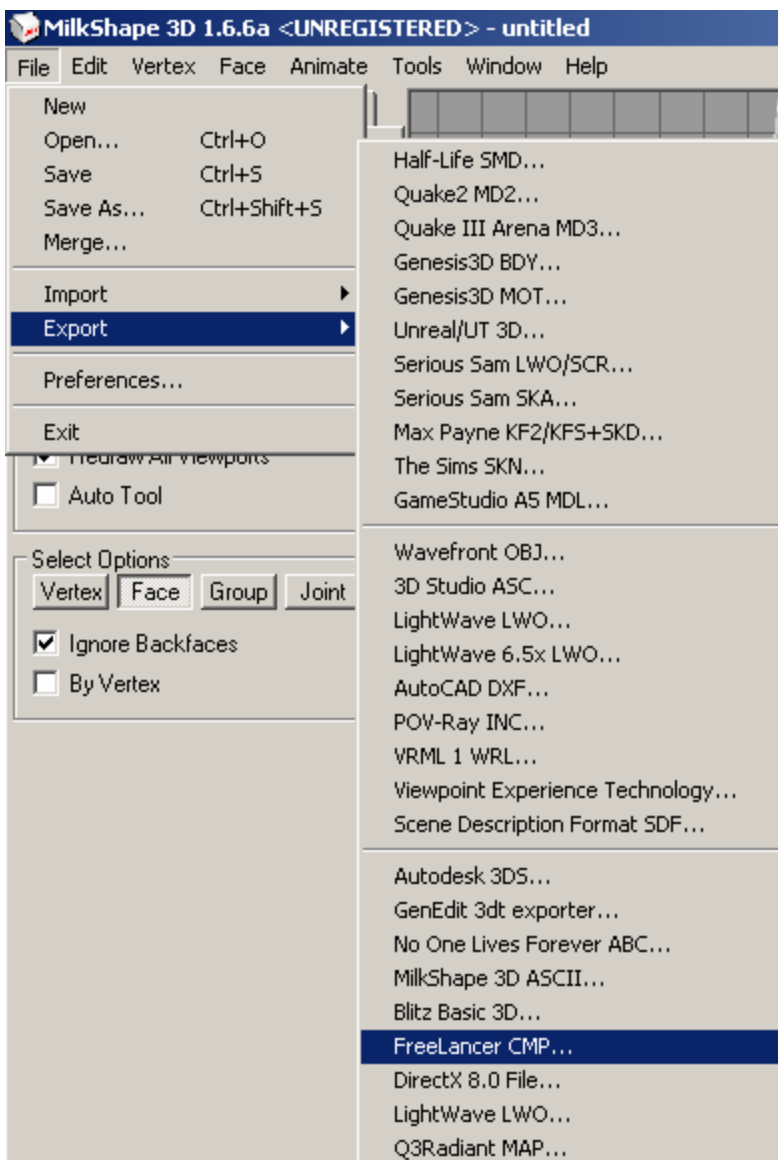 MilkShape 3D 1.6.6a <UNREGISTERED> - untitled
File Edit Vertex Face Animate Tools Window Help
New
Open... Ctrl+O
Save Ctrl+S
Save As... Ctrl+Shift+S
Merge...
Import
Export
Preferences...
Exit
Redraw All Viewports
Auto Tool
Select Options
Vertex Face Group Joint
Ignore Backfaces
By Vertex
Half-Life SMD...
Quake2 MD2...
Quake III Arena MD3...
Genesis3D BDY...
Genesis3D MOT...
Unreal/UT 3D...
Serious Sam LWO/SCR...
Serious Sam SKA...
Max Payne KF2/KFS+SKD...
The Sims SKN...
GameStudio A5 MDL...
Wavefront OBJ...
3D Studio ASC...
LightWave LWO...
LightWave 6.5x LWO...
AutoCAD DXF...
POV-Ray INC...
VRML 1 WRL...
Viewpoint Experience Technology...
Scene Description Format SDF...
Autodesk 3DS...
GenEdit 3dt exporter...
No One Lives Forever ABC...
MilkShape 3D ASCII...
Blitz Basic 3D...
FreeLancer CMP...
DirectX 8.0 File...
LightWave LWO...
Q3Radiant MAP...